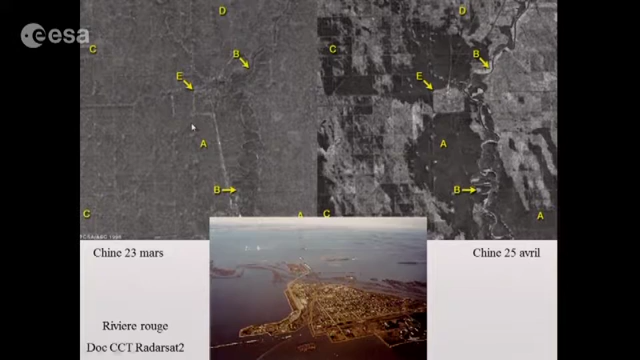 esa
D
D
C
C
B
B
E
E
A
A
B
B
C
A
C
A
Chine 23 mars
Chine 25 avril
Riviere rouge
Doc CCT Radarsat2